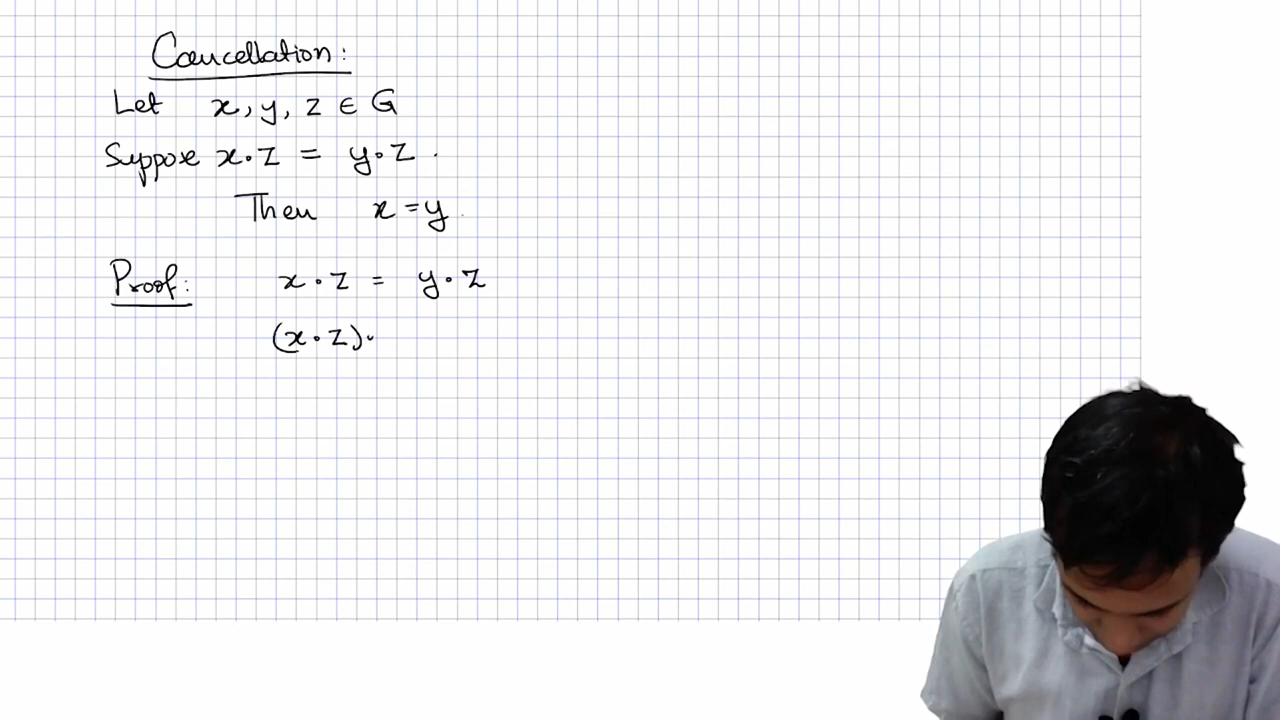 Cancellation:
Let x, y, z ∈ G
Suppose x·z = y·z.
Then x = y.
Proof: x·z = y·z
(x·z)·